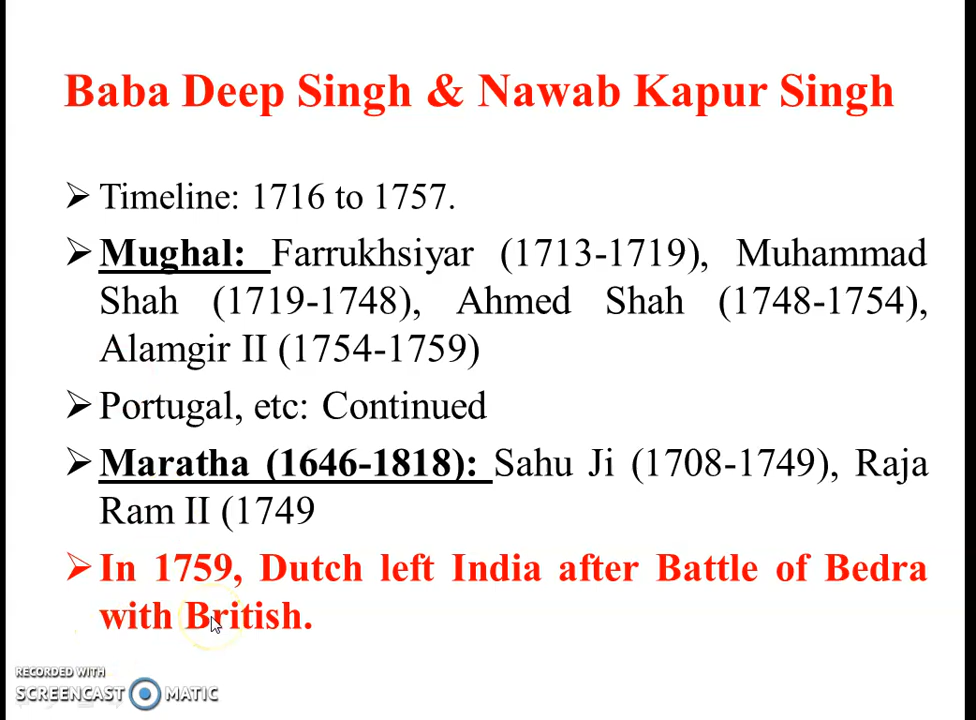 Baba Deep Singh & Nawab Kapur Singh
Timeline: 1716 to 1757.
Mughal: Farrukhsiyar (1713-1719), Muhammad
Shah (1719-1748), Ahmed Shah (1748-1754),
Alamgir II (1754-1759)
Portugal, etc: Continued
Maratha (1646-1818): Sahu Ji (1708-1749), Raja
Ram II (1749
In 1759, Dutch left India after Battle of Bedra
with British.
RECORDED WITH
SCREENCAST MATIC